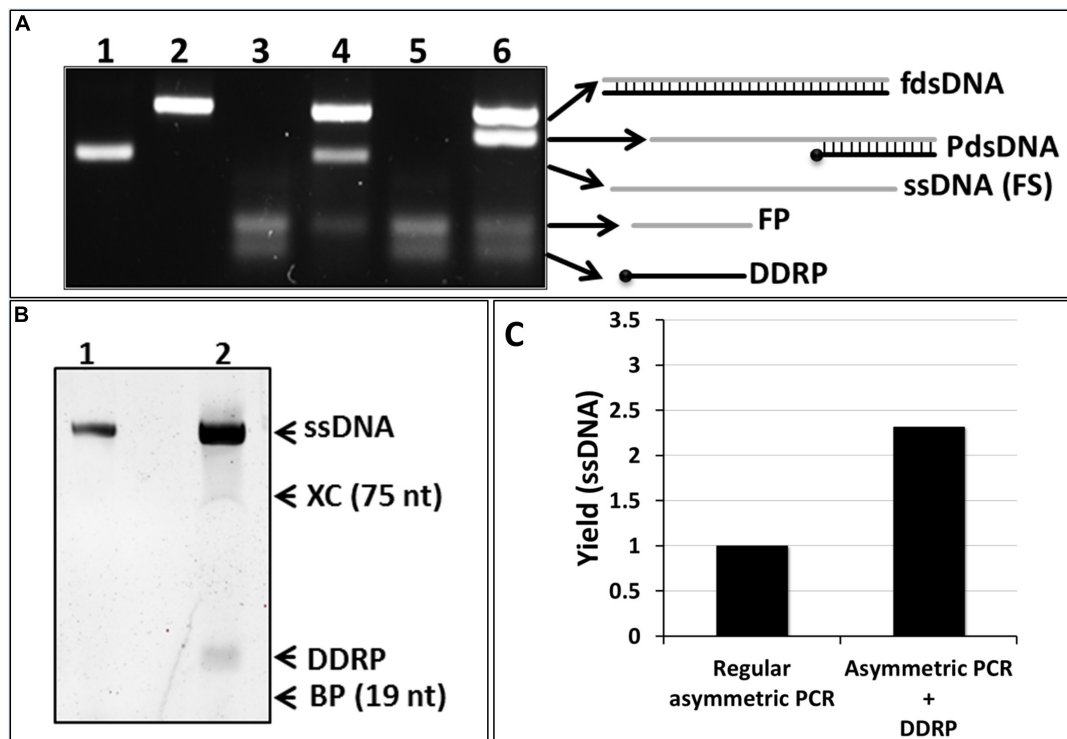 A
1 2 3 4 5 6
fdsDNA
PdsDNA
ssDNA (FS)
FP
DDRP
B
1 2
ssDNA
XC (75 nt)
DDRP
BP (19 nt)
C
Yield (ssDNA)
3.5
3
2.5
2
1.5
1
0.5
0
Regular
asymmetric PCR
Asymmetric PCR
+
DDRP